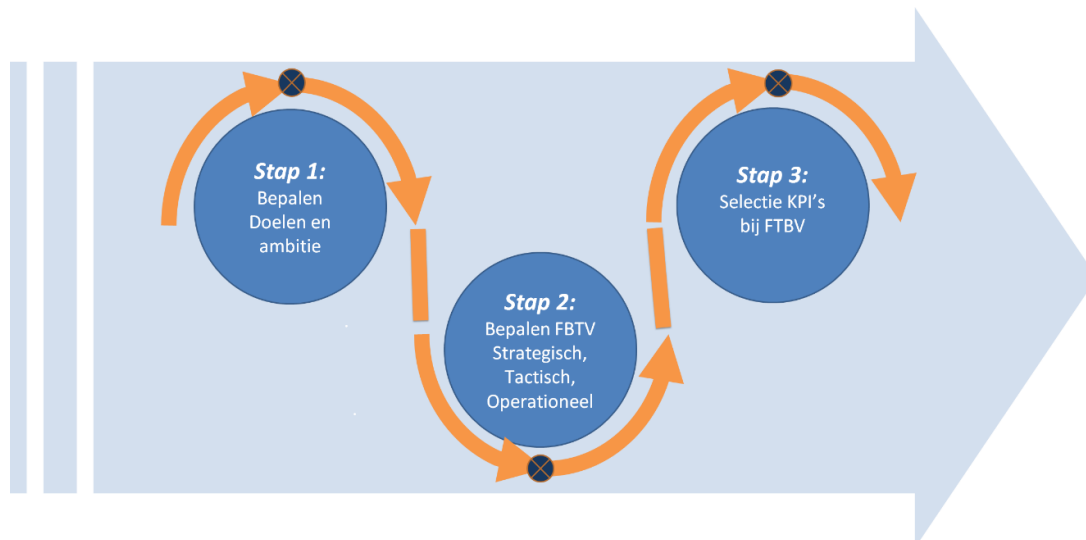 Stap 1:
Bepalen
Doelen en
ambitie
Stap 2:
Bepalen FBTV
Strategisch,
Tactisch,
Operationeel
Stap 3:
Selectie KPI's
bij FTBV